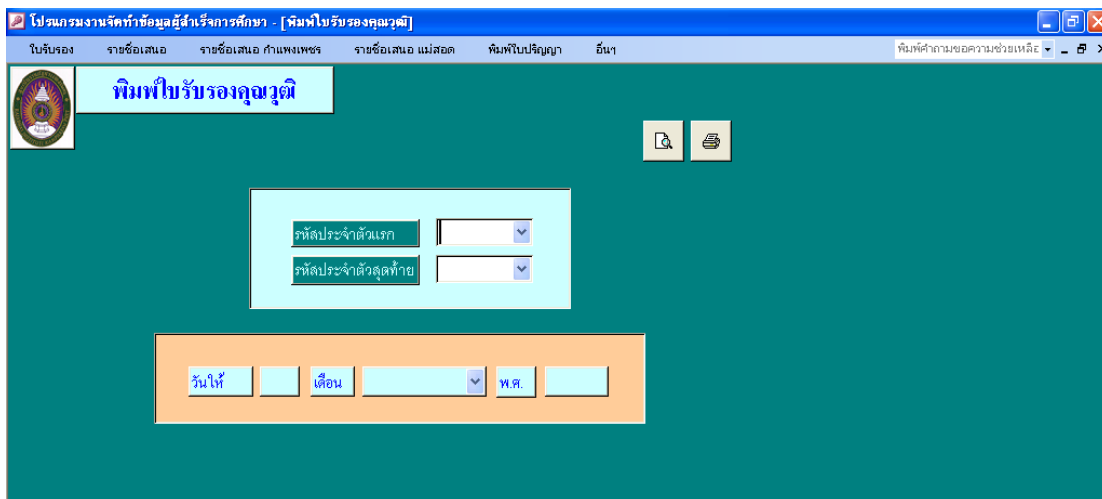 โปรแกรมงานจัดทำข้อมูลผู้สำเร็จการศึกษา - [พิมพ์ใบรับรองคุณวุฒิ]
ใบรับรอง รายชื่อเสนอ รายชื่อเสนอ กำแพงเพชร รายชื่อเสนอ แม่สอด พิมพ์ใบปริญญา อื่นๆ พิมพ์คำถามขอความช่วยเหลือ
พิมพ์ใบรับรองคุณวุฒิ
รหัสประจำตัวแรก
รหัสประจำตัวสุดท้าย
วันให้ เดือน พ.ศ.